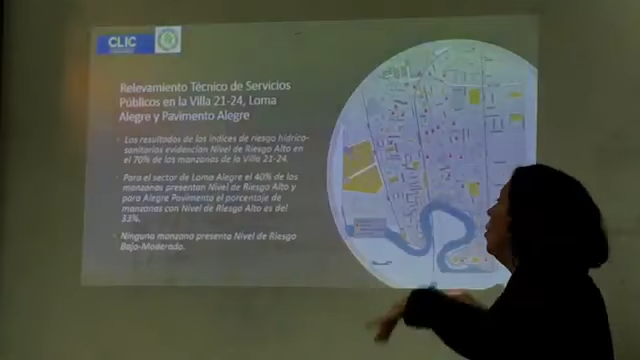 CLIC
Relevamiento Técnico de Servicios
Públicos en la Villa 21-24, Loma
Alegre y Pavimento Alegre
Los resultados de los índices de riesgo hídrico-
sanitarios evidencian Nivel de Riesgo Alto en
el 70% de las manzanas de la Villa 21-24.
Para el sector de Loma Alegre el 40% de las
manzanas presentan Nivel de Riesgo Alto y
para Alegre Pavimento el porcentaje de
manzanas con Nivel de Riesgo Alto es del
33%.
Ninguna manzana presenta Nivel de Riesgo
Bajo-Moderado.